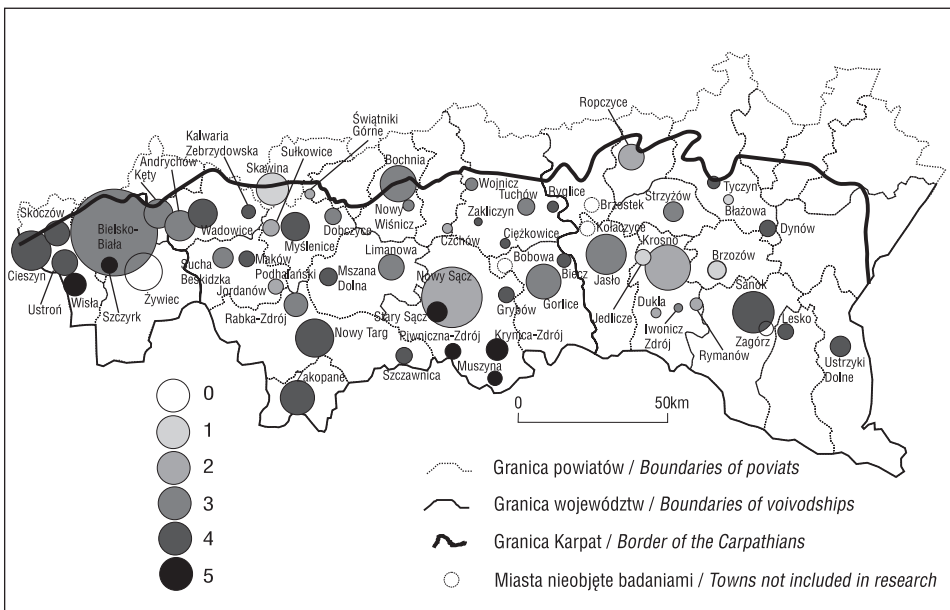 Ropczyce
Świątniki
Górne
Kalwaria
Zebrzydowska
Sułkowice
Andrychów
Skawina
Bochnia
Kęty
Wojnicz
Tuchów
Ryglice
Brzostek
Strzyżów
Tyczyn
Błażowa
Skoczów
Bielsko-
Biała
Wadowice
Myślenice
Dobczyce
Nowy
Wiśnicz
Zakliczyn
Czchów
Ciężkowice
Kołaczyce
Krosno
Dynów
Cieszyn
Ustroń
Wisła
Szczyrk
Żywiec
Sucha
Beskidzka
Maków
Podhalański
Jordanów
Mszana
Dolna
Limanowa
Nowy Sącz
Bobowa
Biecz
Jasło
Brzozów
Rabka-Zdrój
Stary Sącz
Grybów
Gorlice
Jedlicze
Dukla
Iwonicz
Zdrój
Rymanów
Sanok
Zagórz
Lesko
Nowy Targ
Piwniczna-Zdrój
Krynica-Zdrój
Szczawnica
Muszyna
Ustrzyki
Dolne
Zakopane
0
1
2
3
4
5
0 50km
Granica powiatów / Boundaries of poviats
Granica województw / Boundaries of voivodships
Granica Karpat / Border of the Carpathians
Miasta nieobjęte badaniami / Towns not included in research